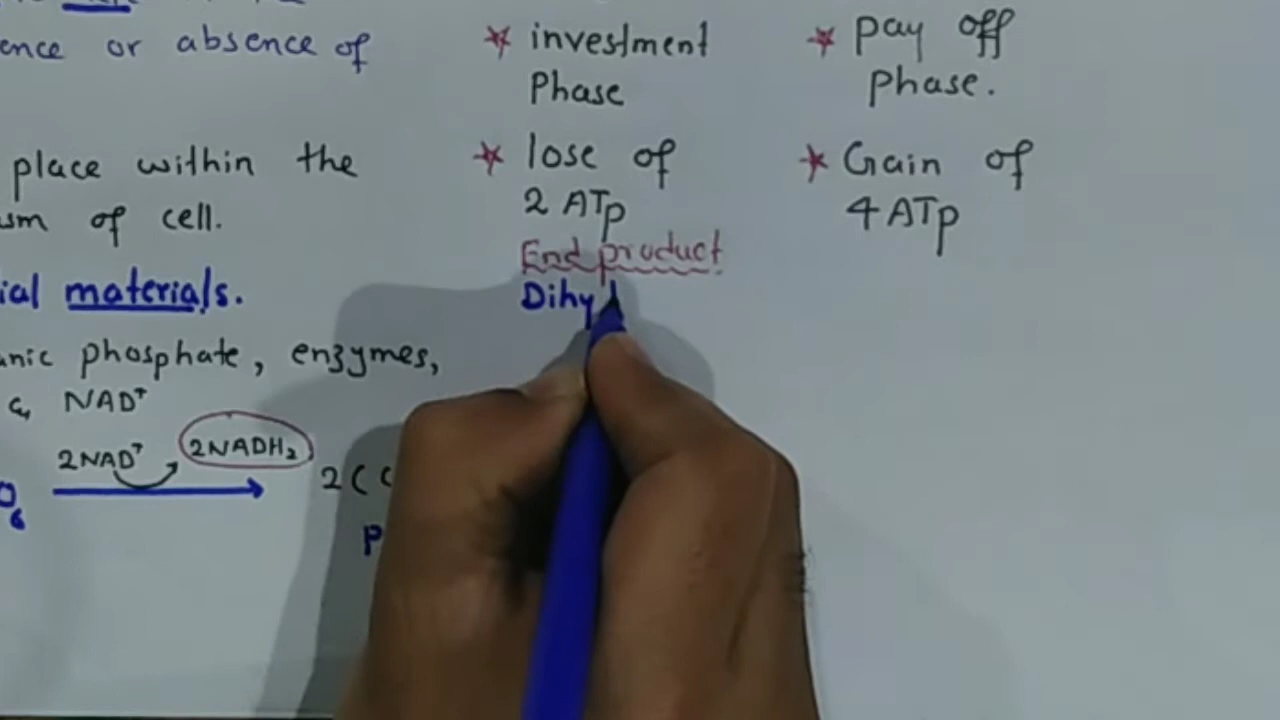 ence or absence of
place within the
sm of cell.
ial materials.
anic phosphate, enzymes,
NAD⁺
2NAD⁺ 2NADH₂
O₆ 2(C
P
* investment
Phase
* lose of
2 ATp
End product
Dihy
* pay off
phase.
* Gain of
4 ATp